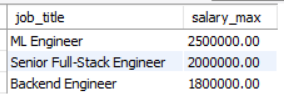 job_title salary_max
ML Engineer 2500000.00
Senior Full-Stack Engineer 2000000.00
Backend Engineer 1800000.00